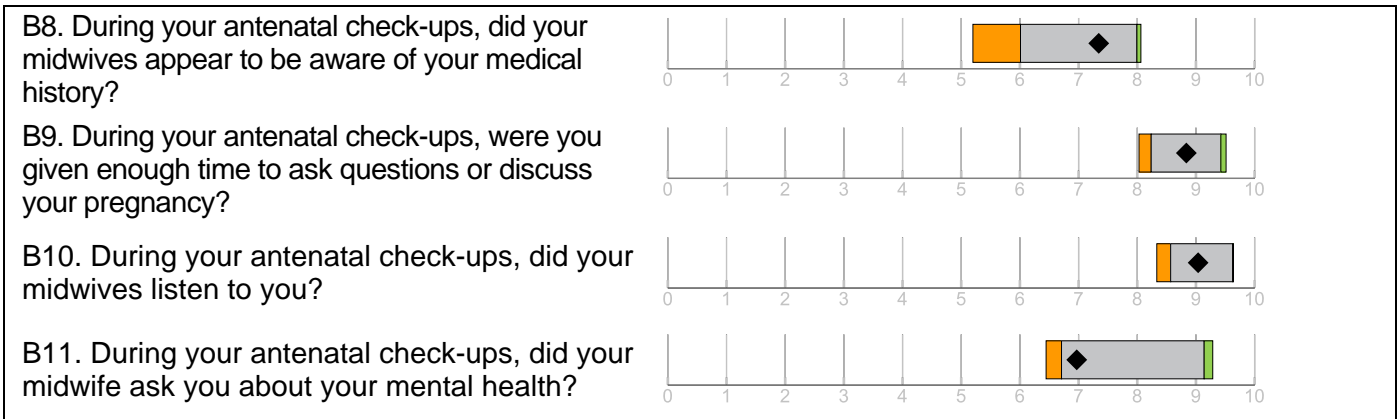 B8. During your antenatal check-ups, did your
midwives appear to be aware of your medical
history?
0 1 2 3 4 5 6 7 8 9 10
B9. During your antenatal check-ups, were you
given enough time to ask questions or discuss
your pregnancy?
0 1 2 3 4 5 6 7 8 9 10
B10. During your antenatal check-ups, did your
midwives listen to you?
0 1 2 3 4 5 6 7 8 9 10
B11. During your antenatal check-ups, did your
midwife ask you about your mental health?
0 1 2 3 4 5 6 7 8 9 10